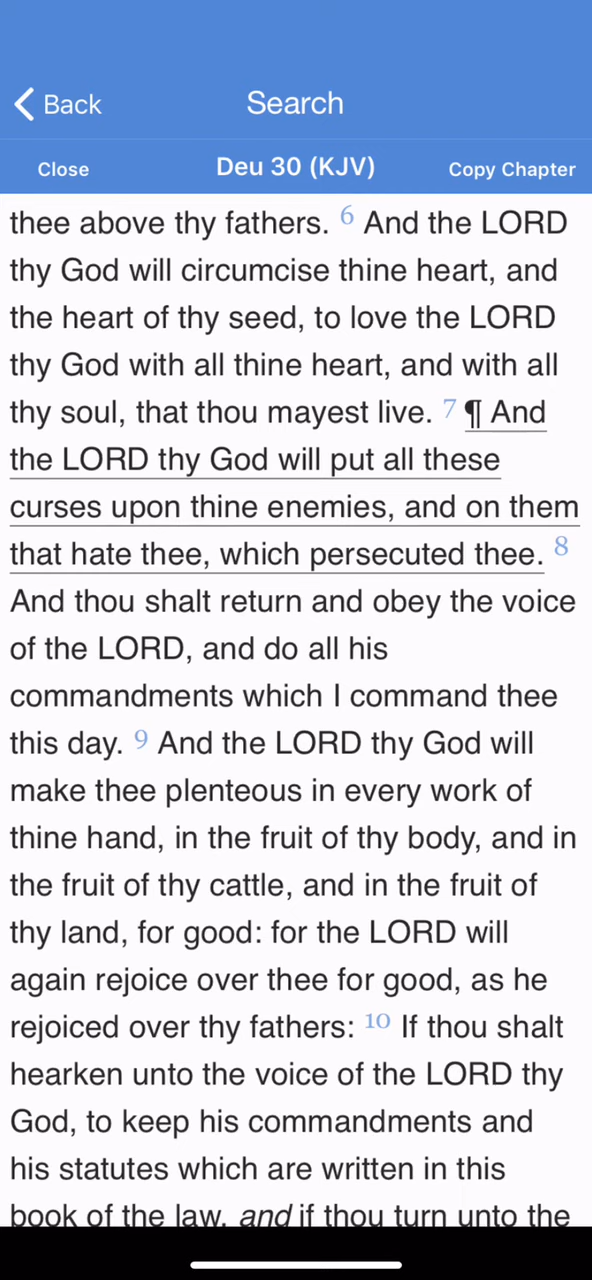 Back
Search
Close
Deu 30 (KJV)
Copy Chapter
thee above thy fathers. 6 And the LORD
thy God will circumcise thine heart, and
the heart of thy seed, to love the LORD
thy God with all thine heart, and with all
thy soul, that thou mayest live. 7 ¶ And
the LORD thy God will put all these
curses upon thine enemies, and on them
that hate thee, which persecuted thee. 8
And thou shalt return and obey the voice
of the LORD, and do all his
commandments which I command thee
this day. 9 And the LORD thy God will
make thee plenteous in every work of
thine hand, in the fruit of thy body, and in
the fruit of thy cattle, and in the fruit of
thy land, for good: for the LORD will
again rejoice over thee for good, as he
rejoiced over thy fathers: 10 If thou shalt
hearken unto the voice of the LORD thy
God, to keep his commandments and
his statutes which are written in this
book of the law, and if thou turn unto the